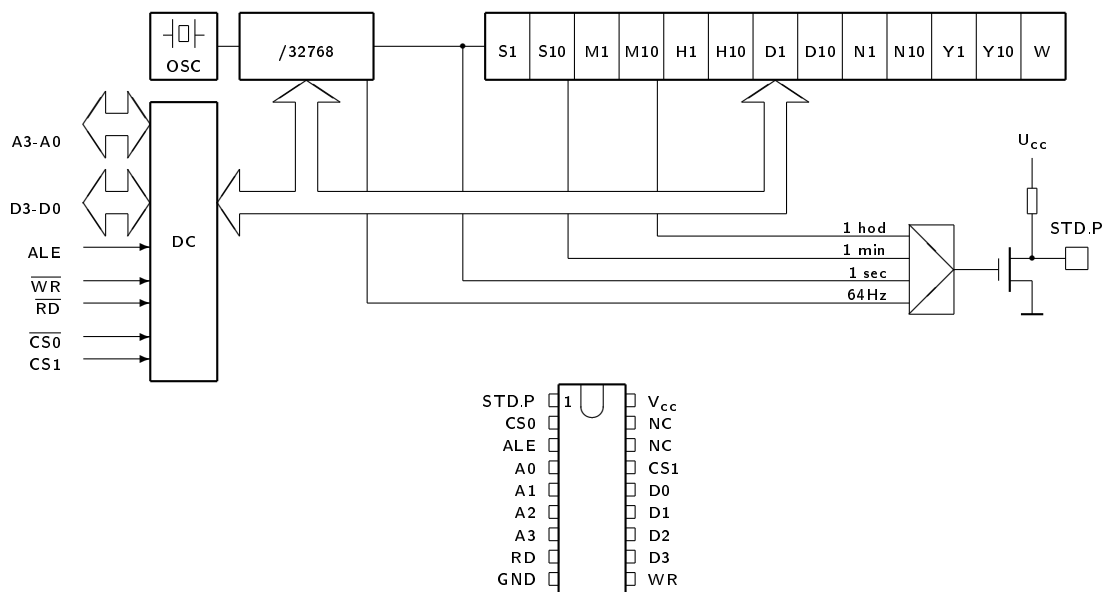 OSC
/32768
S1 S10 M1 M10 H1 H10 D1 D10 N1 N10 Y1 Y10 W
A3-A0
D3-D0
DC
ALE
WR
RD
CS0
CS1
Ucc
STD.P
1 hod
1 min
1 sec
64Hz
STD.P 1 Vcc
CS0 NC
ALE NC
A0 CS1
A1 D0
A2 D1
A3 D2
RD D3
GND WR